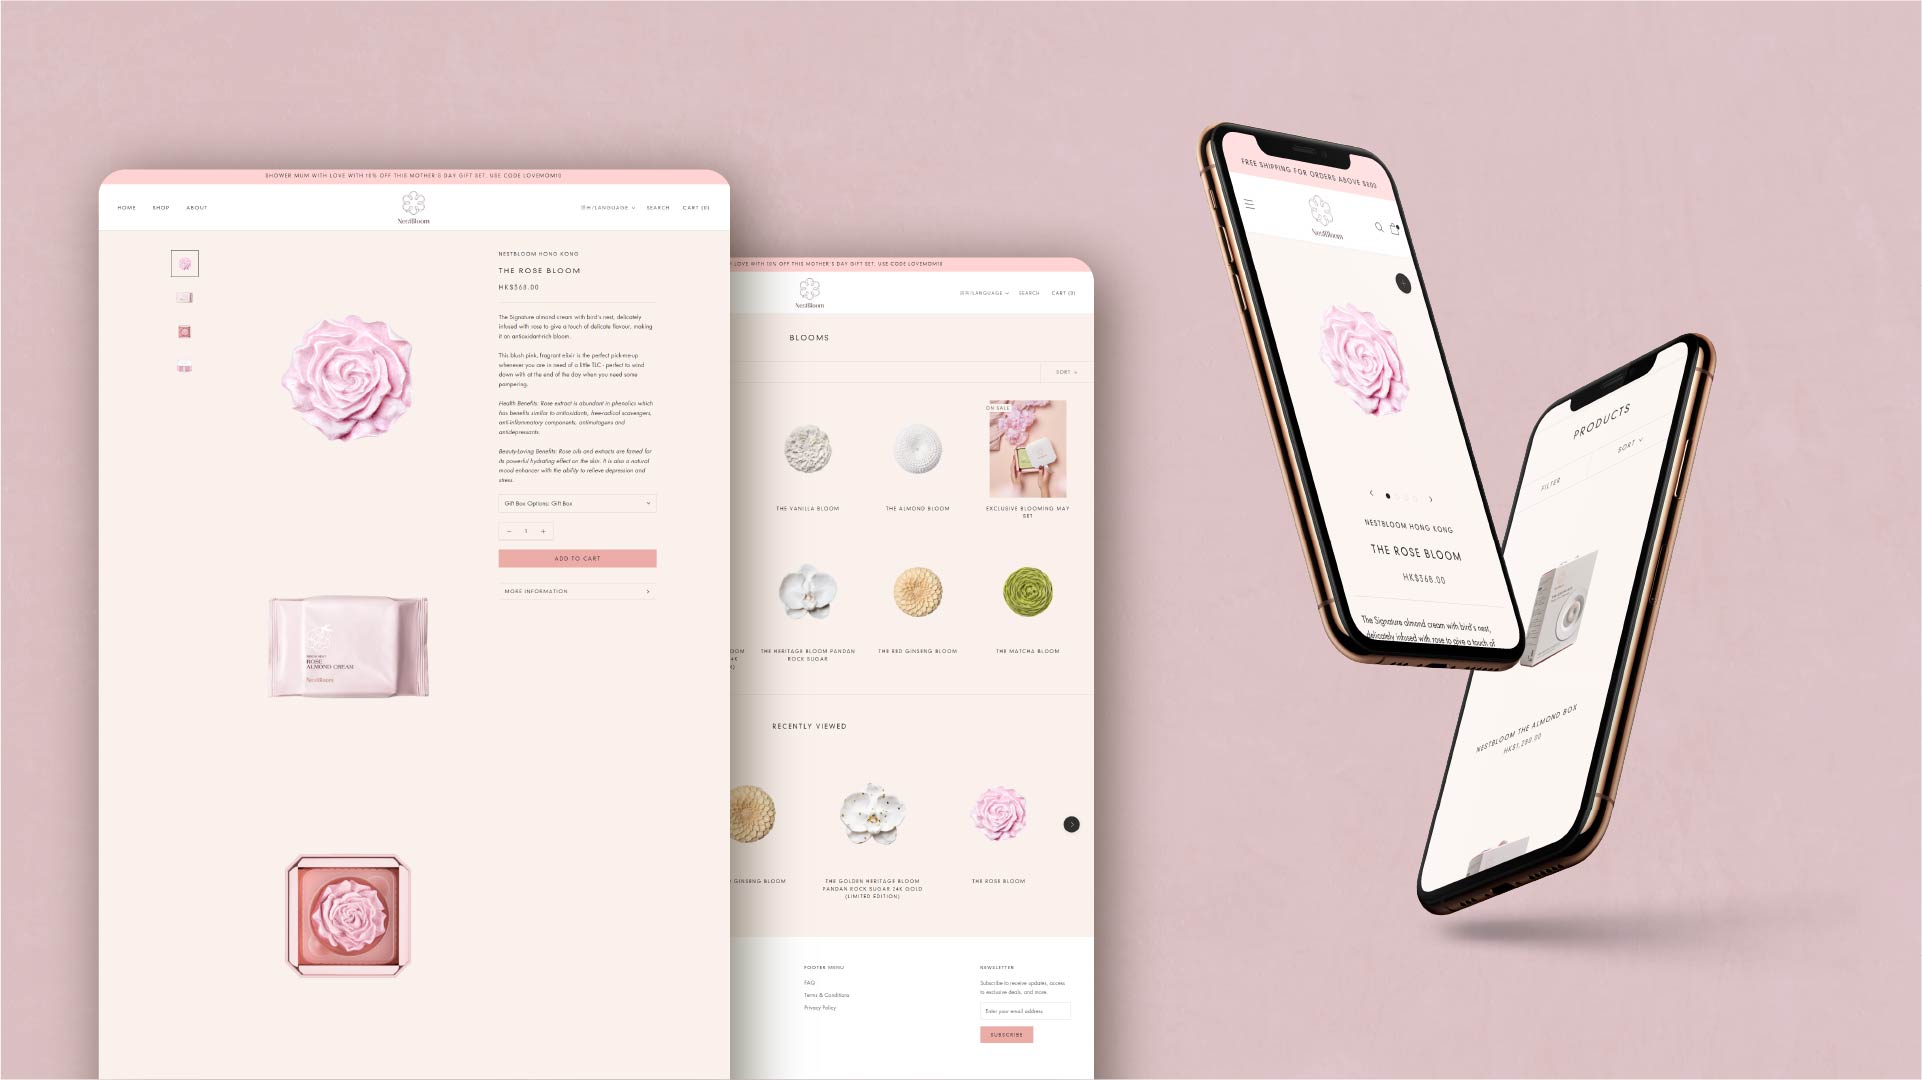 SHOWER MUM WITH LOVE WITH 10% OFF THIS MOTHER'S DAY GIFT SET. USE CODE LOVEMOM10
HOME
SHOP
ABOUT
NestBloom
/LANGUAGE
SEARCH
CART (0)
NESTBLOOM HONG KONG
THE ROSE BLOOM
HK$368.00
The Signature almond cream with bird's nest, delicately
infused with rose to give a touch of delicate flavour, making
it an antioxidant-rich bloom.
This blush pink, fragrant elixir is the perfect pick-me-up
whenever you are in need of a little TLC - perfect to wind
down with at the end of the day when you need some
pampering.
Health Benefits: Rose extract is abundant in phenolics which
has benefits similar to antioxidants, free-radical scavengers,
anti-inflammatory components, antimutagens and
antidepressants.
Beauty-Loving Benefits: Rose oils and extracts are famed for
its powerful hydrating effect on the skin. It is also a natural
mood enhancer with the ability to relieve depression and
stress.
Gift Box Options: Gift Box
− 1 +
ADD TO CART
MORE INFORMATION
ROSE
ALMOND CREAM
NestBloom
LOVE WITH 10% OFF THIS MOTHER'S DAY GIFT SET. USE CODE LOVEMOM10
NestBloom
/LANGUAGE
SEARCH
CART (0)
BLOOMS
SORT
ON SALE
THE VANILLA BLOOM
THE ALMOND BLOOM
EXCLUSIVE BLOOMING MAY
SET
OOM
4K
THE HERITAGE BLOOM PANDAN
ROCK SUGAR
THE RED GINSENG BLOOM
THE MATCHA BLOOM
RECENTLY VIEWED
GINSENG BLOOM
THE GOLDEN HERITAGE BLOOM
PANDAN ROCK SUGAR 24K GOLD
(LIMITED EDITION)
THE ROSE BLOOM
FOOTER MENU
FAQ
Terms & Conditions
Privacy Policy
NEWSLETTER
Subscribe to receive updates, access
to exclusive deals, and more.
Enter your email address
SUBSCRIBE
FREE SHIPPING FOR ORDERS ABOVE $800
NestBloom
NESTBLOOM HONG KONG
THE ROSE BLOOM
HK$368.00
The Signature almond cream with bird's nest,
delicately infused with rose to give a touch of
PRODUCTS
SORT
FILTER
NESTBLOOM THE ALMOND BOX
HK$1,280.00